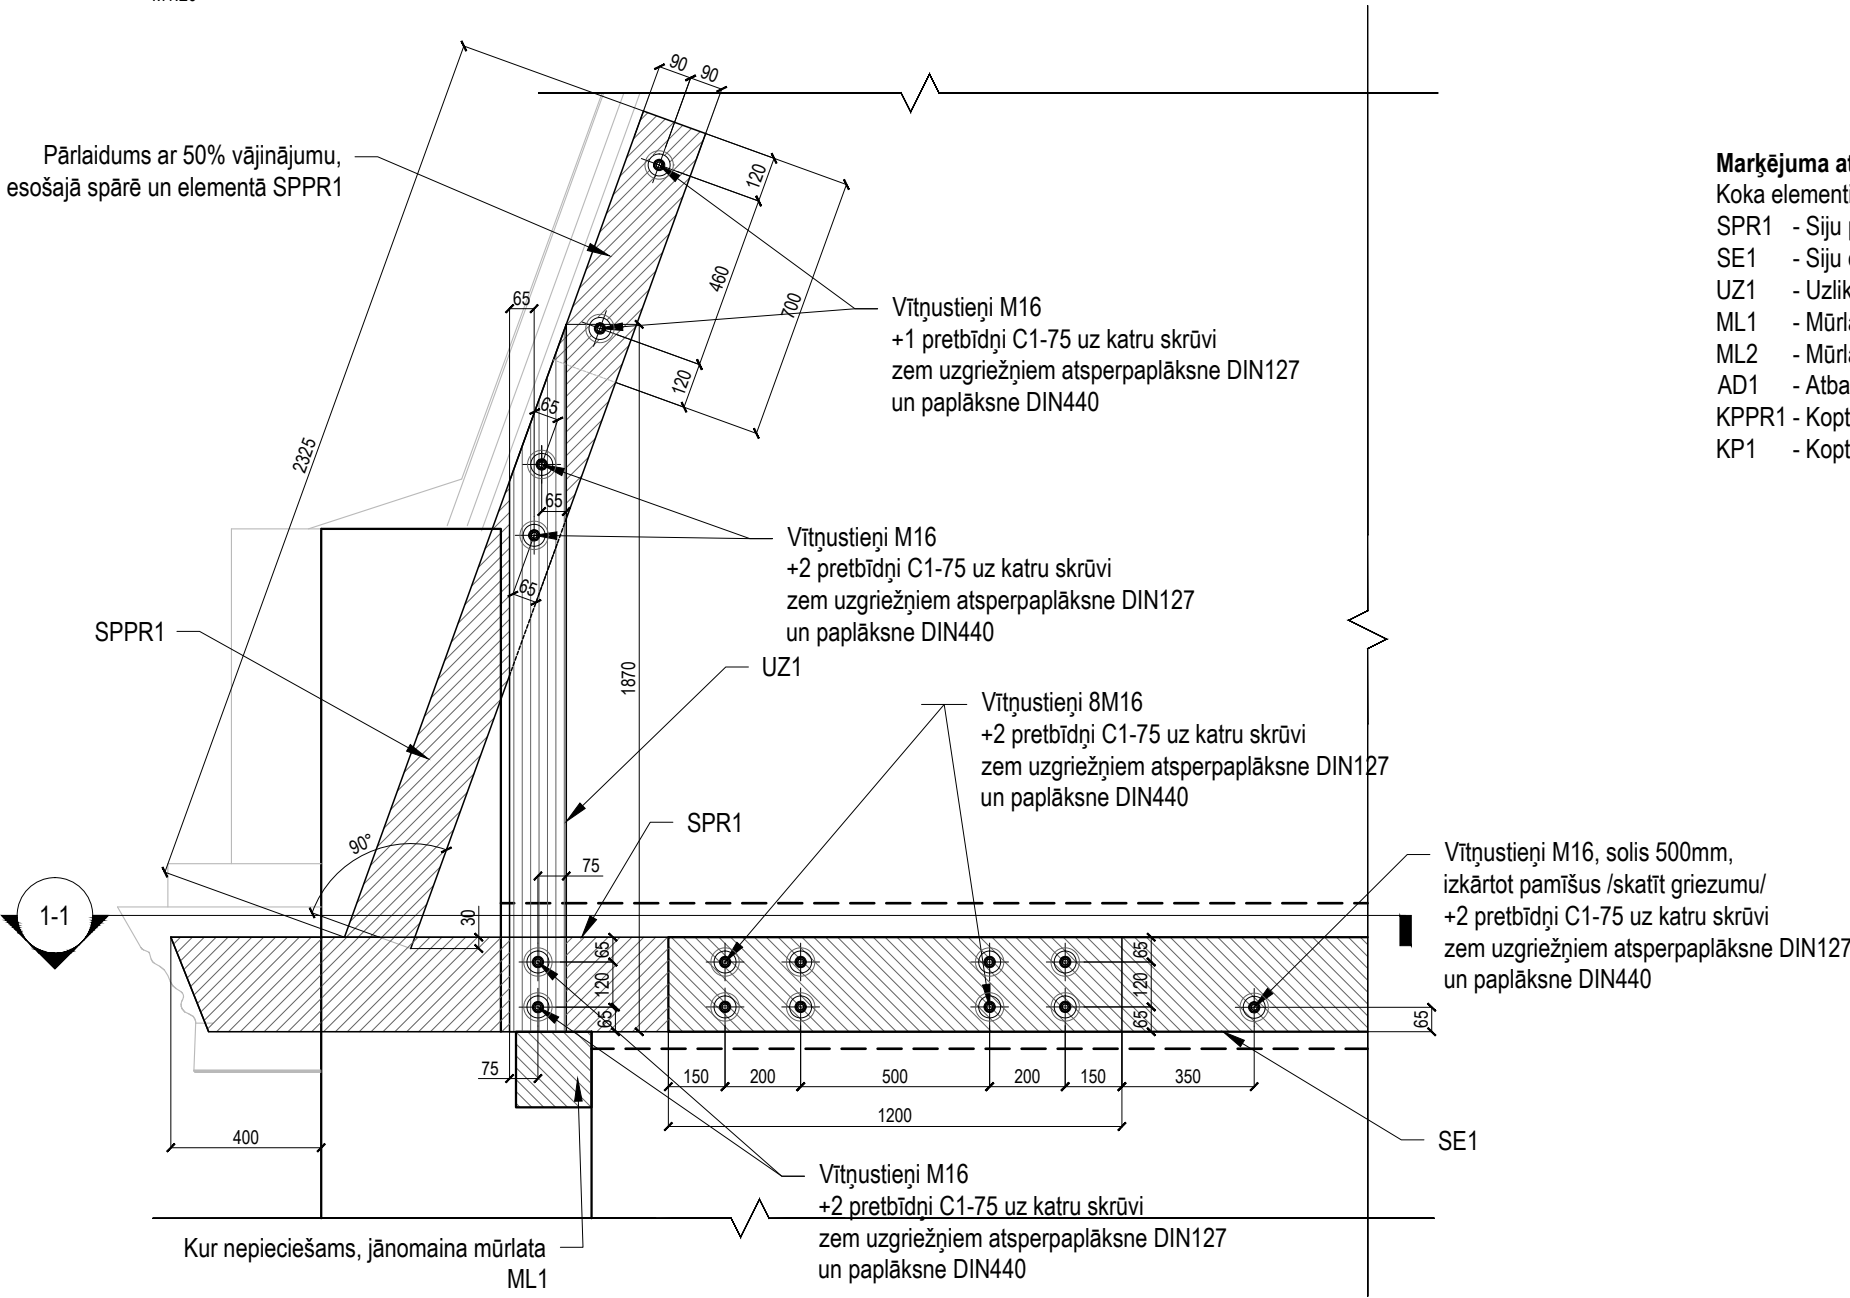 90
90
Pārlaidums ar 50% vājinājumu,
esošajā spārē un elementā SPPR1
120
460
700
120
65
Vītņustieņi M16
+1 pretbīdņi C1-75 uz katru skrūvi
zem uzgriežņiem atsperpaplāksne DIN127
un paplāksne DIN440
2325
65
65
65
Vītņustieņi M16
+2 pretbīdņi C1-75 uz katru skrūvi
zem uzgriežņiem atsperpaplāksne DIN127
un paplāksne DIN440
SPPR1
UZ1
1870
Vītņustieņi 8M16
+2 pretbīdņi C1-75 uz katru skrūvi
zem uzgriežņiem atsperpaplāksne DIN127
un paplāksne DIN440
SPR1
90°
75
Vītņustieņi M16, solis 500mm,
izkārtot pamīšus /skatīt griezumu/
+2 pretbīdņi C1-75 uz katru skrūvi
zem uzgriežņiem atsperpaplāksne DIN127
un paplāksne DIN440
1-1
30
65
120
65
65
120
65
65
75
150
200
500
200
150
350
1200
400
SE1
Vītņustieņi M16
+2 pretbīdņi C1-75 uz katru skrūvi
zem uzgriežņiem atsperpaplāksne DIN127
un paplāksne DIN440
Kur nepieciešams, jānomaina mūrlata
ML1
Marķējuma
Koka
SPR1 - Siju
SE1 - Siju
UZ1
ML1
ML2
AD1
KPPR1
KP1